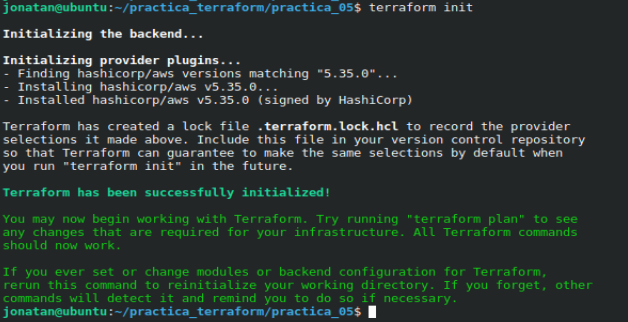 jonatan@ubuntu:~/practica_terraform/practica_05$ terraform init
Initializing the backend...
Initializing provider plugins...
- Finding hashicorp/aws versions matching "5.35.0"...
- Installing hashicorp/aws v5.35.0...
- Installed hashicorp/aws v5.35.0 (signed by HashiCorp)
Terraform has created a lock file .terraform.lock.hcl to record the provider
selections it made above. Include this file in your version control repository
so that Terraform can guarantee to make the same selections by default when
you run "terraform init" in the future.
Terraform has been successfully initialized!
You may now begin working with Terraform. Try running "terraform plan" to see
any changes that are required for your infrastructure. All Terraform commands
should now work.
If you ever set or change modules or backend configuration for Terraform,
rerun this command to reinitialize your working directory. If you forget, other
commands will detect it and remind you to do so if necessary.
jonatan@ubuntu:~/practica_terraform/practica_05$